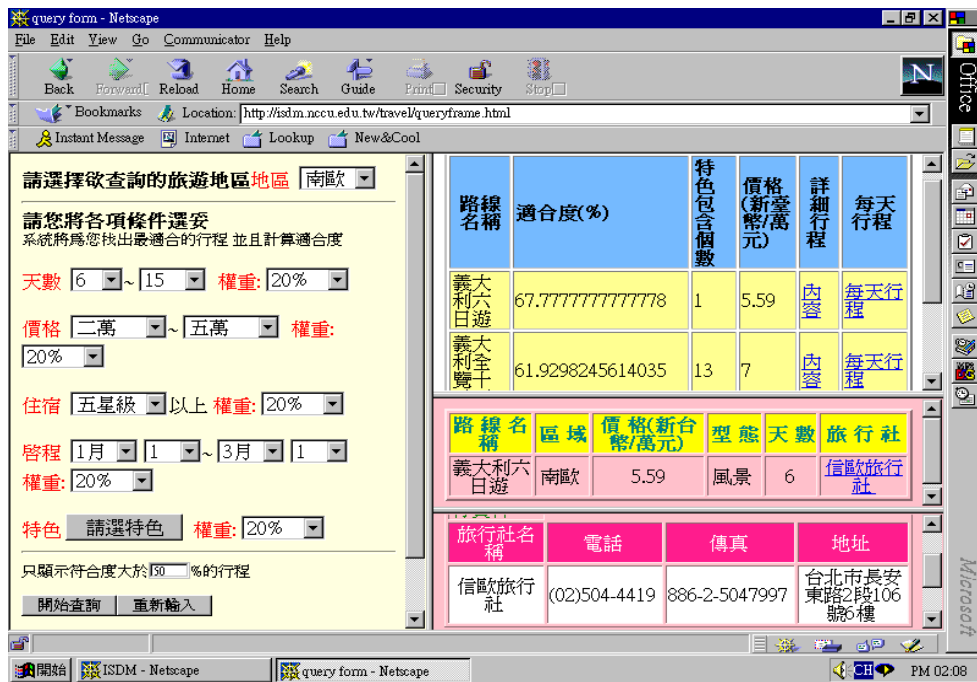 query form - Netscape
File Edit View Go Communicator Help
Back Forward Reload Home Search Guide Print Security Stop
N
Bookmarks Location: http://isdm.nccu.edu.tw/travel/queryframe.html
Instant Message Internet Lookup New&Cool
請選擇欲查詢的旅遊地區地區 南歐
請您將各項條件選妥
系統將為您找出最適合的行程 並且計算適合度
天數 6 ~ 15 權重: 20%
價格 二萬 ~ 五萬 權重:
20%
住宿 五星級 以上 權重: 20%
啓程 1月 1 ~ 3月 1
權重: 20%
特色 請選特色 權重: 20%
只顯示符合度大於 50 %的行程
開始查詢 重新輸入
路線名稱 適合度(%) 特色包含個數 價格(新臺幣/萬元) 詳細行程 每天行程
義大利六日遊 67.7777777777778 1 5.59 內容 每天行程
義大利全覽十 61.9298245614035 13 7 內容 每天行程
路線名稱 區域 價格(新台幣/萬元) 型態 天數 旅行社
義大利六日遊 南歐 5.59 風景 6 信歐旅行社
旅行社名稱 電話 傳真 地址
信歐旅行社 (02)504-4419 886-2-5047997 台北市長安東路2段106號6樓
Office
Microsoft
開始 ISDM - Netscape query form - Netscape CH PM 02:08